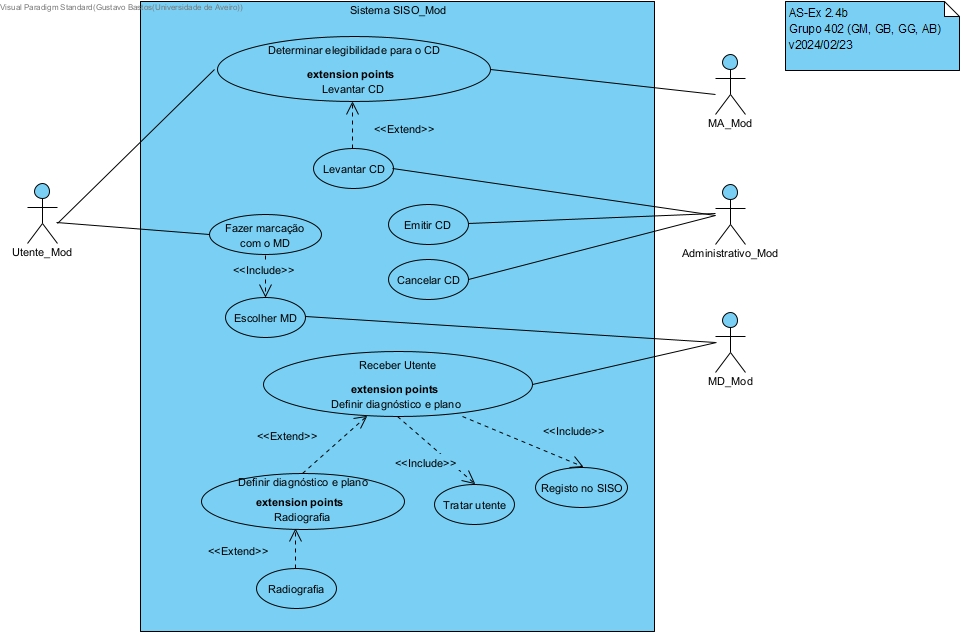 Visual Paradigm Standard(Gustavo Bastos(Universidade de Aveiro))
Sistema SISO_Mod
AS-Ex 2.4b
Grupo 402 (GM, GB, GG, AB)
v2024/02/23
Determinar elegibilidade para o CD
extension points
Levantar CD
MA_Mod
<<Extend>>
Levantar CD
Utente_Mod
Fazer marcação
com o MD
Emitir CD
Administrativo_Mod
<<Include>>
Cancelar CD
Escolher MD
MD_Mod
Receber Utente
extension points
Definir diagnóstico e plano
<<Extend>>
<<Include>>
<<Include>>
Definir diagnóstico e plano
extension points
Radiografia
Tratar utente
Registo no SISO
<<Extend>>
Radiografia